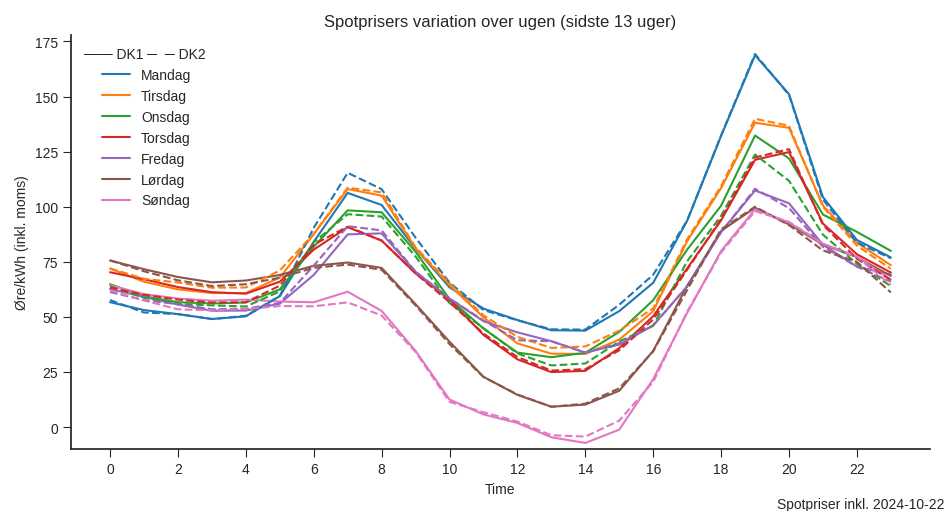 Spotprisers variation over ugen (sidste 13 uger)
DK1 DK2
Mandag
Tirsdag
Onsdag
Torsdag
Fredag
Lørdag
Søndag
Øre/kWh (inkl. moms)
175
150
125
100
75
50
25
0
0 2 4 6 8 10 12 14 16 18 20 22
Time
Spotpriser inkl. 2024-10-22